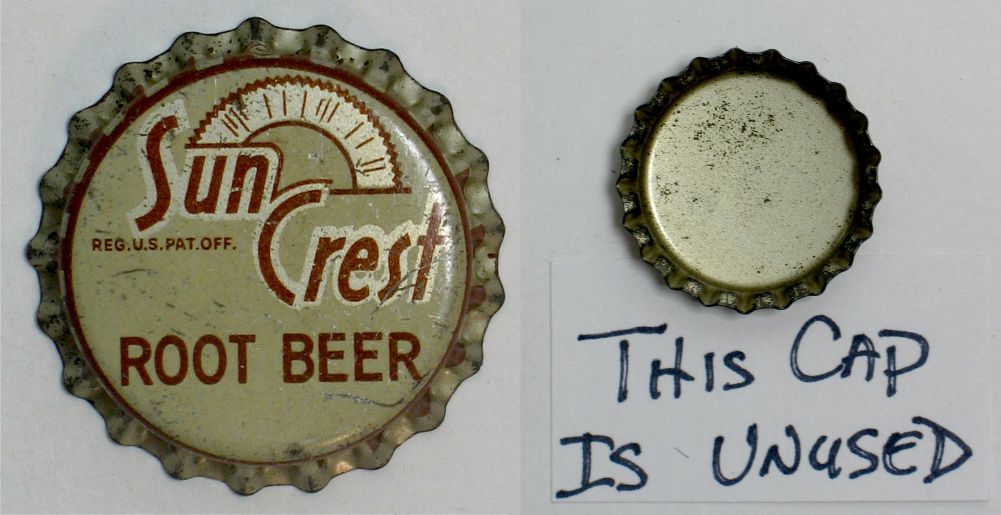 Sun
Crest
REG.U.S.PAT.OFF.
ROOT BEER
THIS CAP
IS UNUSED